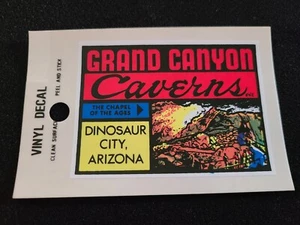 GRAND CANYON
Caverns
THE CHAPEL
OF THE AGES
DINOSAUR
CITY,
ARIZONA
VINYL DECAL
PEEL AND STICK
CLEAN SURFACE